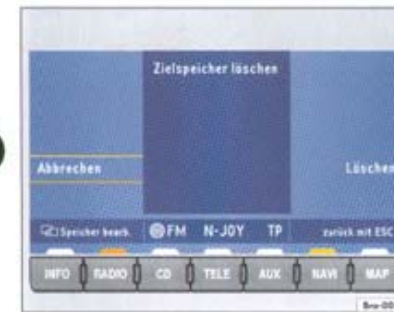 Zielspeicher löschen
Abbrechen
Löschen
Speicher bearb. FM N-JOY TP zurück mit ESC
INFO RADIO CD TELE AUX NAVI MAP